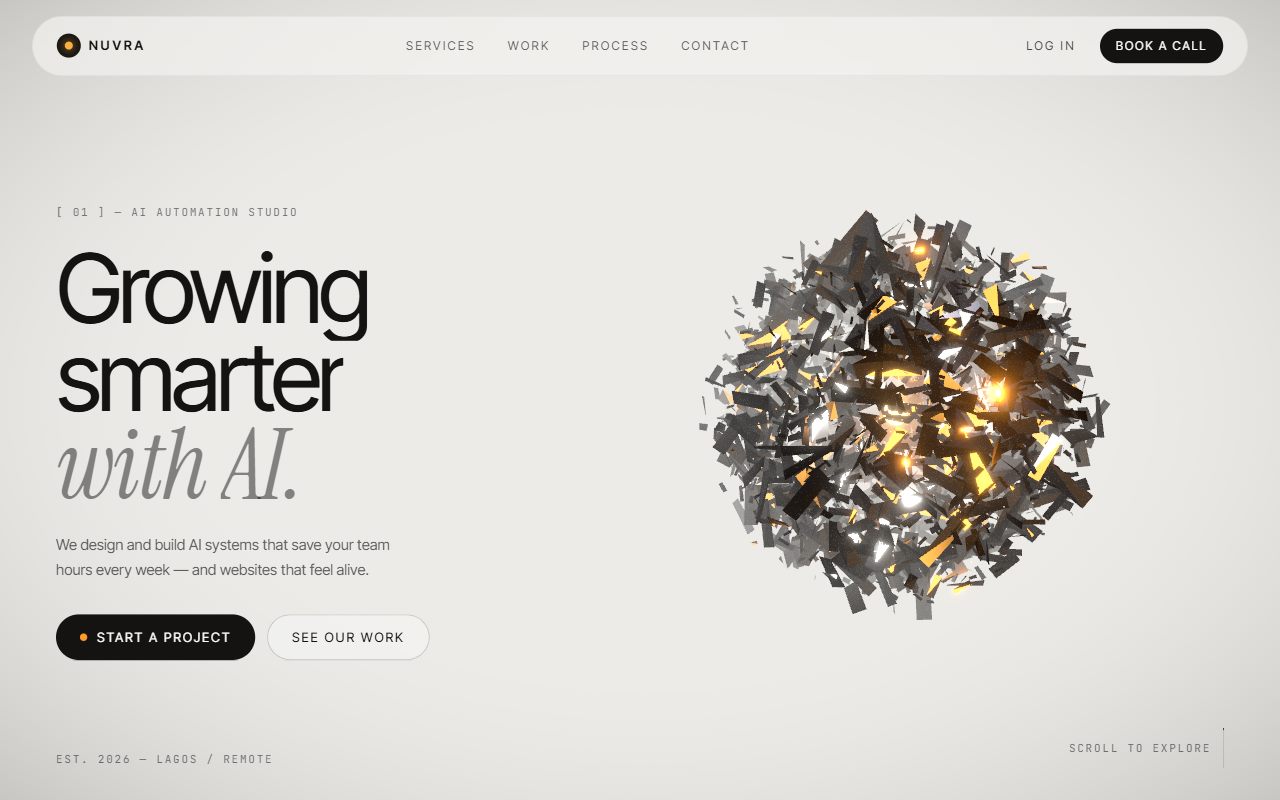 NUVRA
SERVICES WORK PROCESS CONTACT
LOG IN
BOOK A CALL
[ 01 ] — AI AUTOMATION STUDIO
Growing
smarter
with AI.
We design and build AI systems that save your team
hours every week — and websites that feel alive.
START A PROJECT
SEE OUR WORK
EST. 2026 — LAGOS / REMOTE
SCROLL TO EXPLORE